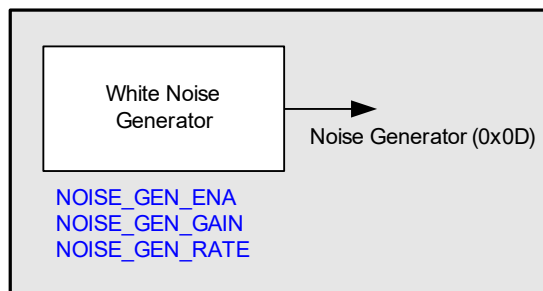 White Noise
Generator
Noise Generator (0x0D)
NOISE_GEN_ENA
NOISE_GEN_GAIN
NOISE_GEN_RATE